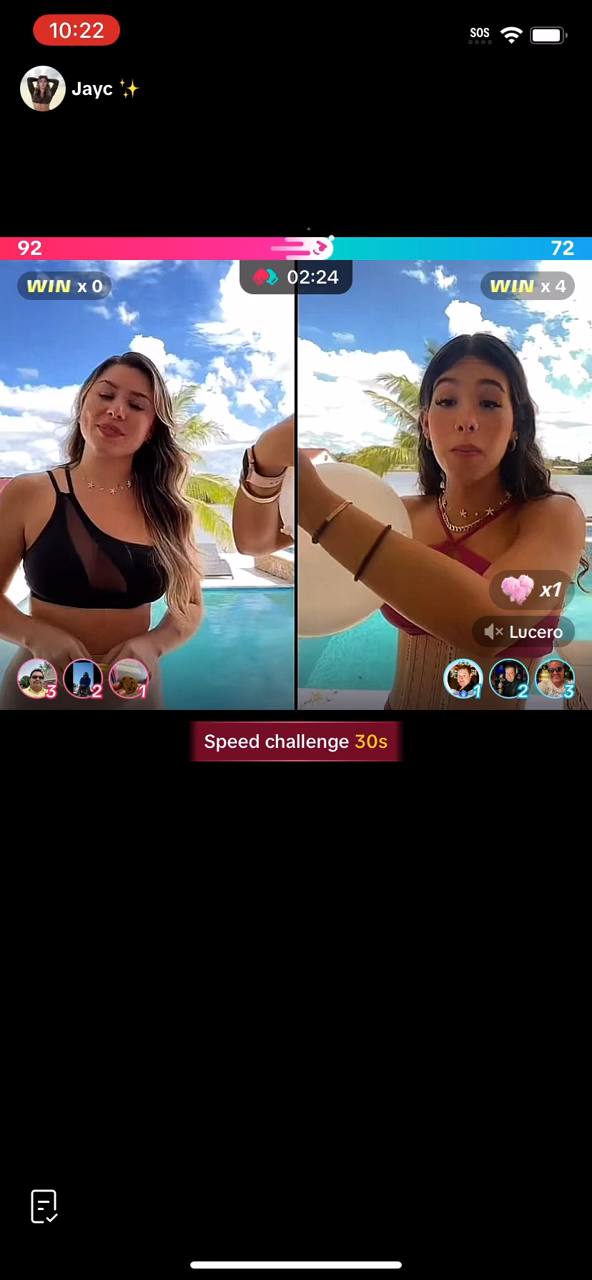 10:22
SOS
Jayc ✨
92
72
WIN x 0
02:24
WIN x 4
x1
Lucero
3
2
1
1
2
3
Speed challenge 30s